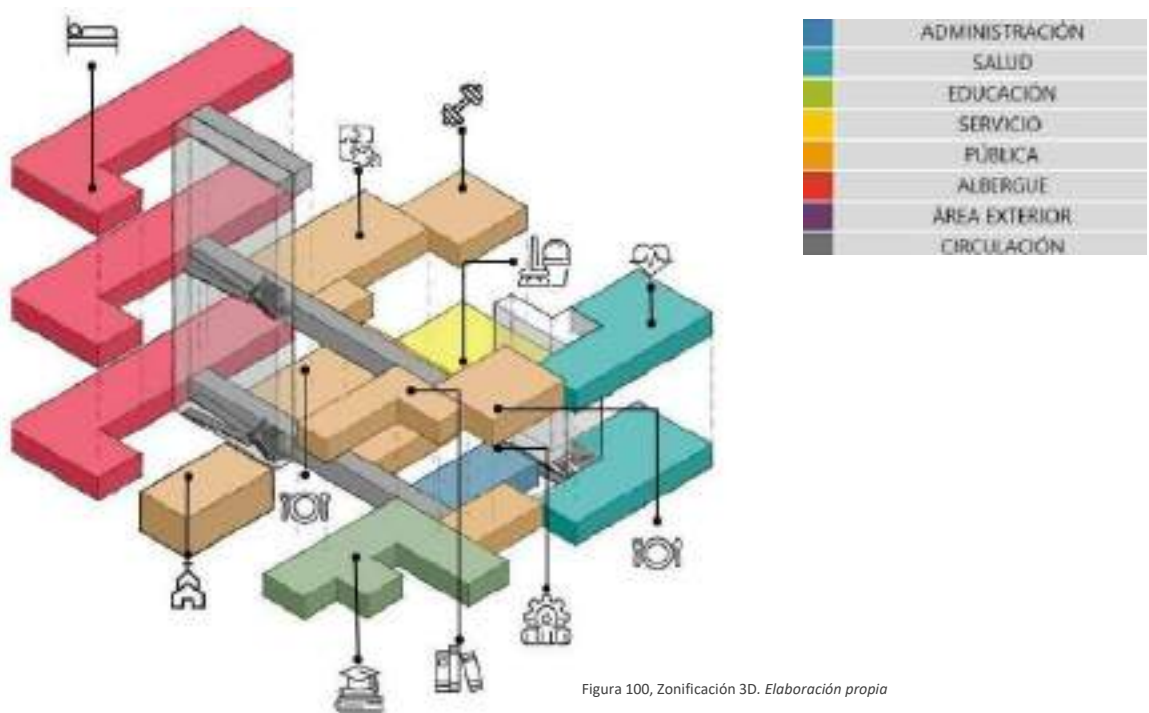 ADMINISTRACIÓN
SALUD
EDUCACIÓN
SERVICIO
PÚBLICA
ALBERGUE
ÁREA EXTERIOR
CIRCULACIÓN
Figura 100, Zonificación 3D. Elaboración propia